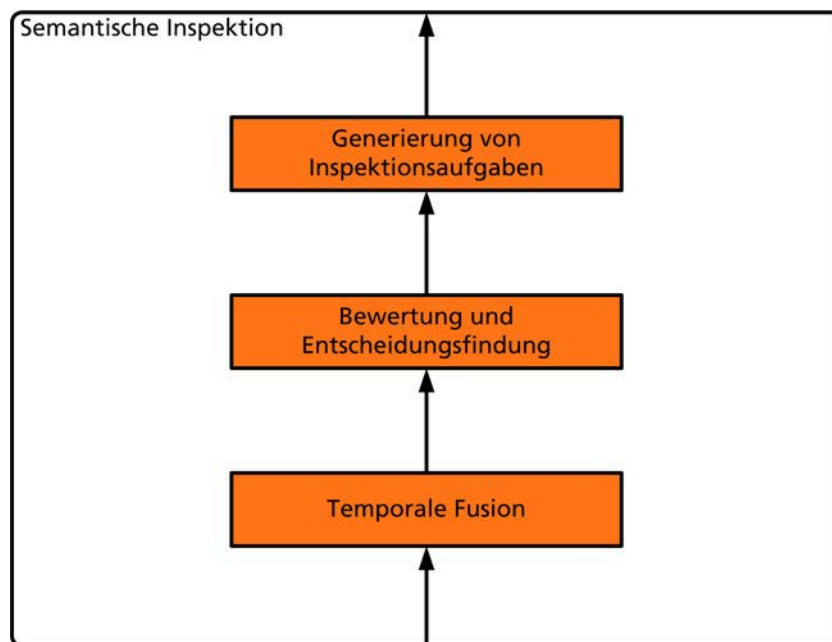 Semantische Inspektion
Generierung von
Inspektionsaufgaben
Bewertung und
Entscheidungsfindung
Temporale Fusion